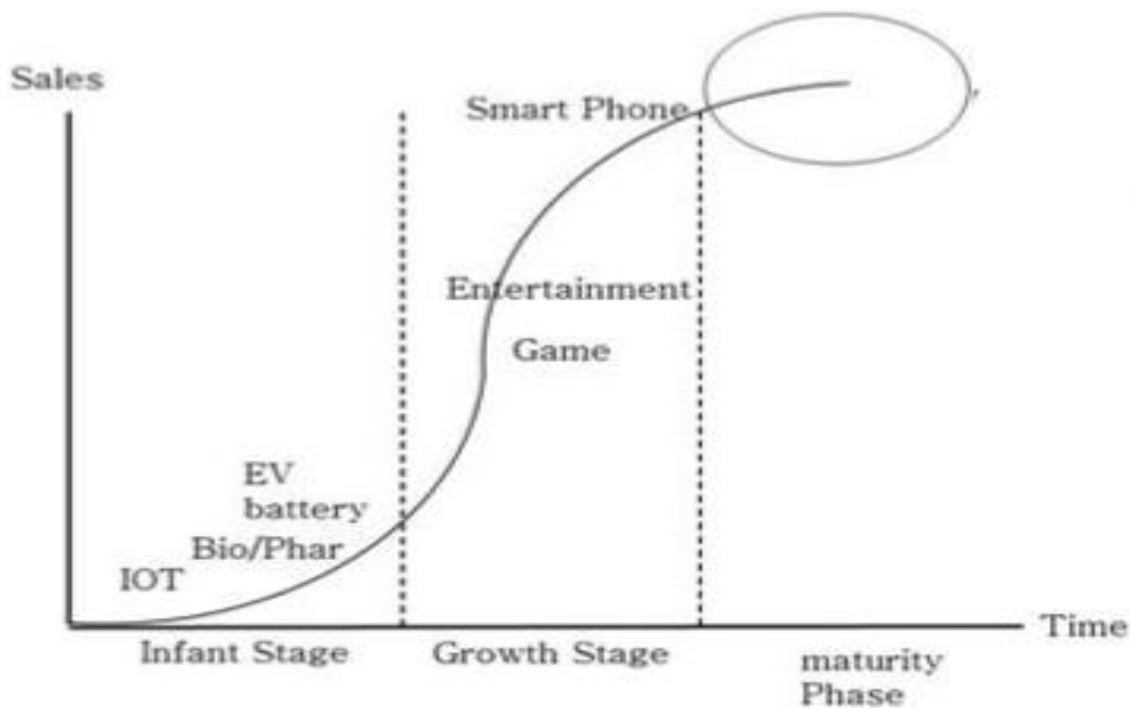 Sales
Smart Phone
Entertainment
Game
EV
battery
Bio/Phar
IOT
Time
Infant Stage
Growth Stage
maturity
Phase